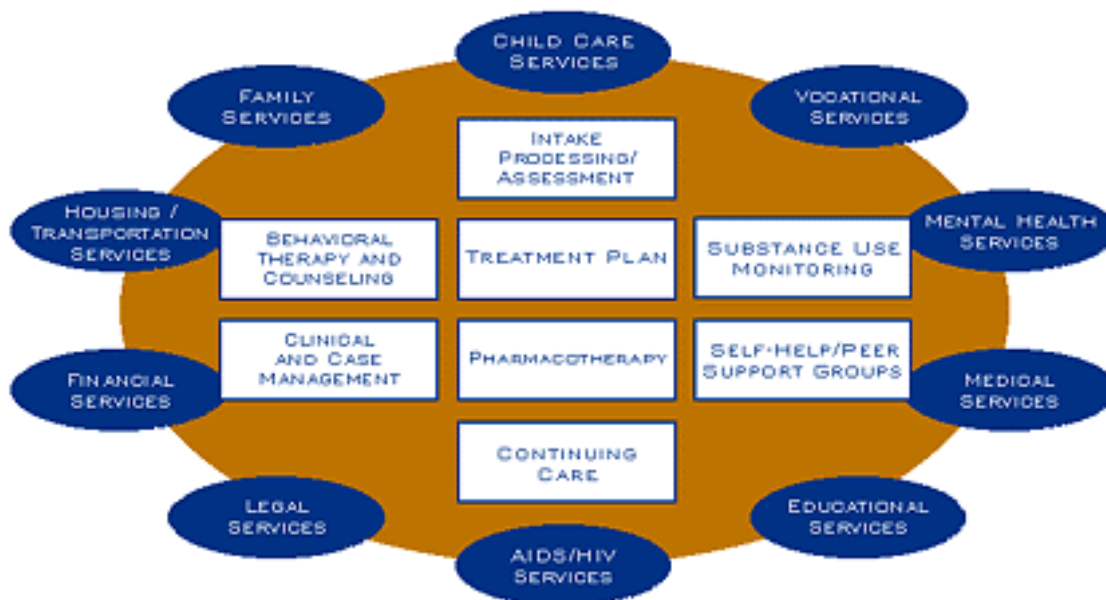 CHILD CARE
SERVICES
FAMILY
SERVICES
VOCATIONAL
SERVICES
INTAKE
PROCESSING/
ASSESSMENT
HOUSING /
TRANSPORTATION
SERVICES
BEHAVIORAL
THERAPY AND
COUNSELING
TREATMENT PLAN
SUBSTANCE USE
MONITORING
MENTAL HEALTH
SERVICES
CLINICAL
AND CASE
MANAGEMENT
PHARMACOTHERAPY
SELF-HELP/PEER
SUPPORT GROUPS
FINANCIAL
SERVICES
MEDICAL
SERVICES
CONTINUING
CARE
LEGAL
SERVICES
EDUCATIONAL
SERVICES
AIDS/HIV
SERVICES